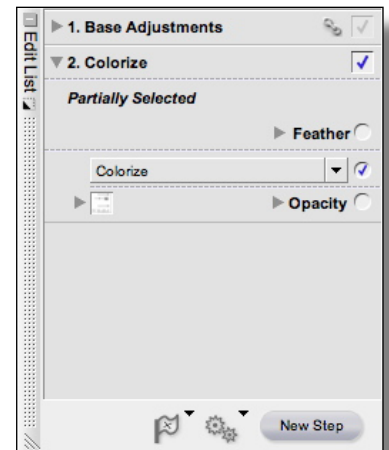 Edit List
1. Base Adjustments
2. Colorize
Partially Selected
Feather
Colorize
Opacity
New Step